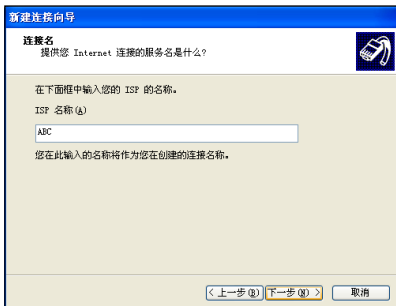 新建连接向导
连接名
提供您 Internet 连接的服务名是什么?
在下面框中输入您的 ISP 的名称。
ISP 名称(A)
ABC
您在此输入的名称将作为您在创建的连接名称。
< 上一步(B) 下一步(N) > 取消